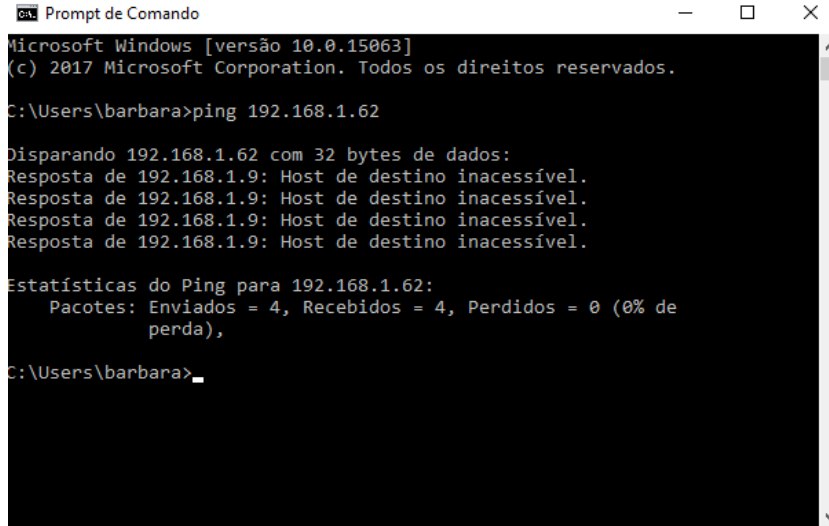 Prompt de Comando
Microsoft Windows [versão 10.0.15063]
(c) 2017 Microsoft Corporation. Todos os direitos reservados.
C:\Users\barbara>ping 192.168.1.62
Disparando 192.168.1.62 com 32 bytes de dados:
Resposta de 192.168.1.9: Host de destino inacessível.
Resposta de 192.168.1.9: Host de destino inacessível.
Resposta de 192.168.1.9: Host de destino inacessível.
Resposta de 192.168.1.9: Host de destino inacessível.
Estatísticas do Ping para 192.168.1.62:
Pacotes: Enviados = 4, Recebidos = 4, Perdidos = 0 (0% de
perda),
C:\Users\barbara>